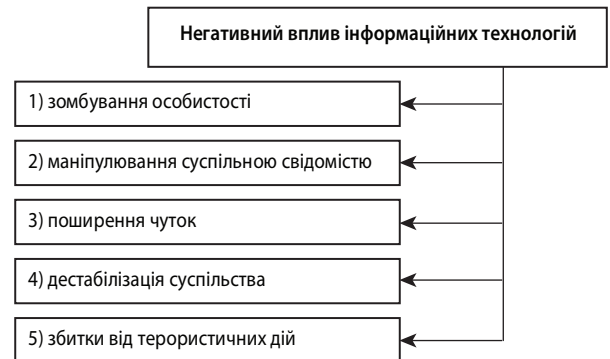 Негативний вплив інформаційних технологій
1) зомбування особистості
2) маніпулювання суспільною свідомістю
3) поширення чуток
4) дестабілізація суспільства
5) збитки від терористичних дій